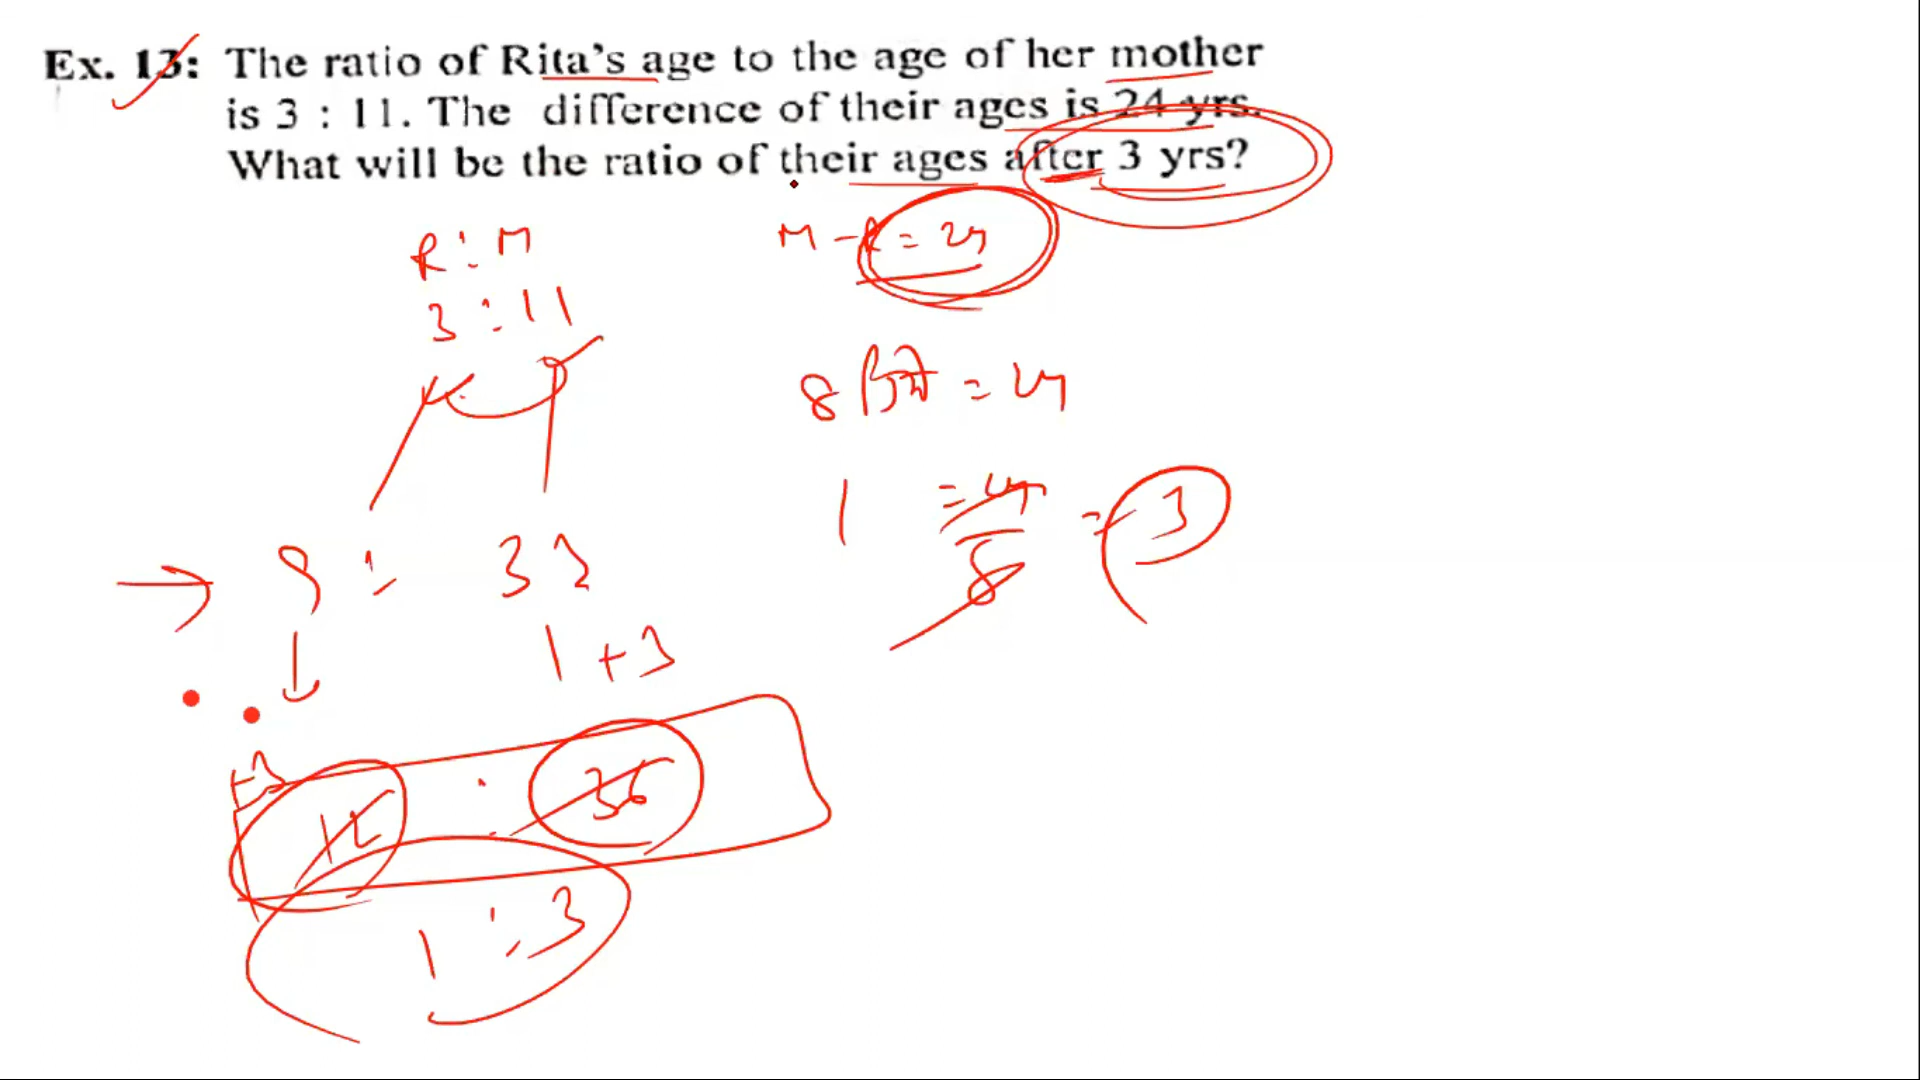 Ex. 13: The ratio of Rita's age to the age of her mother
is 3 : 11. The difference of their ages is 24 yrs.
What will be the ratio of their ages after 3 yrs?
R : M
M - R = 24
3 : 11
8 = 24
1 = 24/8 = 3
9 : 33
+3
+3
12 : 36
1 : 3